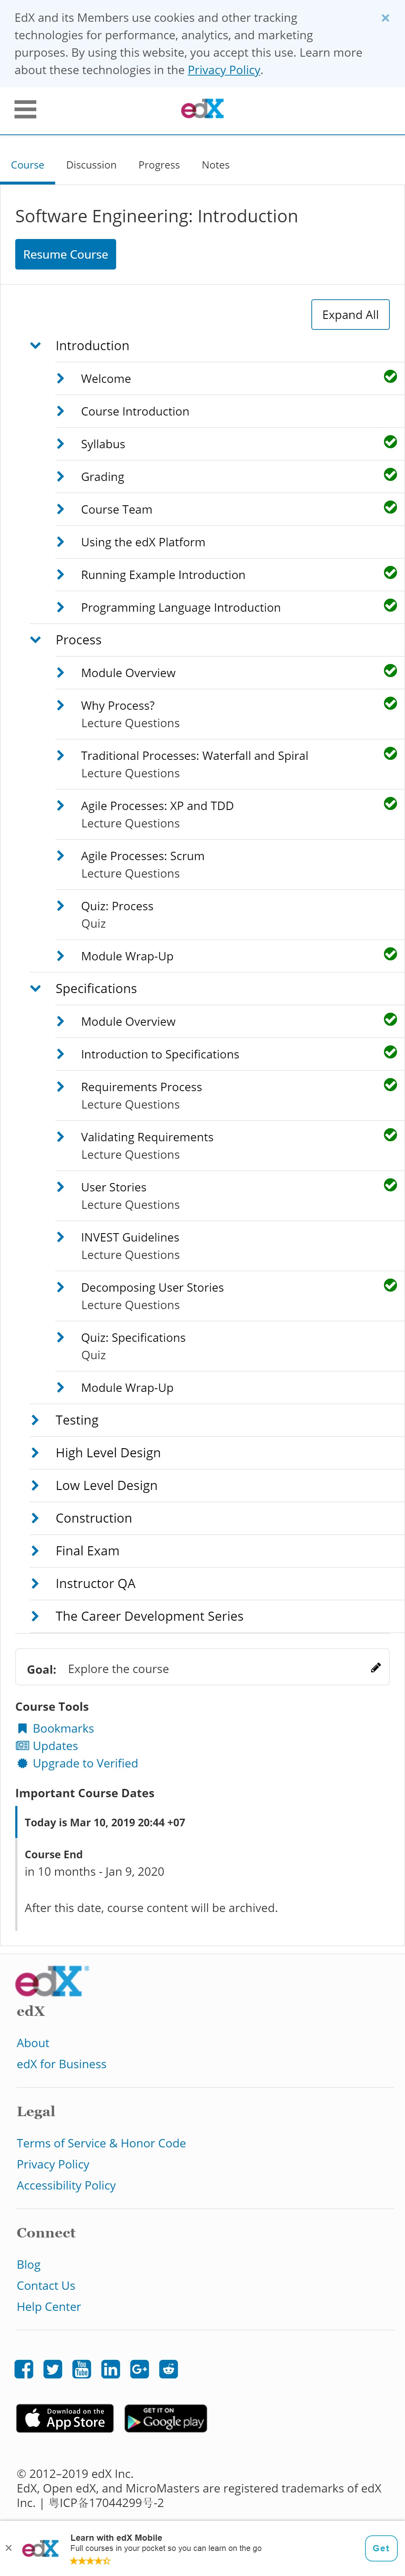 EdX and its Members use cookies and other tracking
technologies for performance, analytics, and marketing
purposes. By using this website, you accept this use. Learn more
about these technologies in the Privacy Policy.
×
edX
Course Discussion Progress Notes
Software Engineering: Introduction
Resume Course
Expand All
Introduction
Welcome
Course Introduction
Syllabus
Grading
Course Team
Using the edX Platform
Running Example Introduction
Programming Language Introduction
Process
Module Overview
Why Process?
Lecture Questions
Traditional Processes: Waterfall and Spiral
Lecture Questions
Agile Processes: XP and TDD
Lecture Questions
Agile Processes: Scrum
Lecture Questions
Quiz: Process
Quiz
Module Wrap-Up
Specifications
Module Overview
Introduction to Specifications
Requirements Process
Lecture Questions
Validating Requirements
Lecture Questions
User Stories
Lecture Questions
INVEST Guidelines
Lecture Questions
Decomposing User Stories
Lecture Questions
Quiz: Specifications
Quiz
Module Wrap-Up
Testing
High Level Design
Low Level Design
Construction
Final Exam
Instructor QA
The Career Development Series
Goal: Explore the course
Course Tools
Bookmarks
Updates
Upgrade to Verified
Important Course Dates
Today is Mar 10, 2019 20:44 +07
Course End
in 10 months - Jan 9, 2020
After this date, course content will be archived.
edX®
edX
About
edX for Business
Legal
Terms of Service & Honor Code
Privacy Policy
Accessibility Policy
Connect
Blog
Contact Us
Help Center
You Tube in G+
Download on the App Store
GET IT ON Google play
© 2012–2019 edX Inc.
EdX, Open edX, and MicroMasters are registered trademarks of edX
Inc. | 粤ICP备17044299号-2
× edX
Learn with edX Mobile
Full courses in your pocket so you can learn on the go
Get